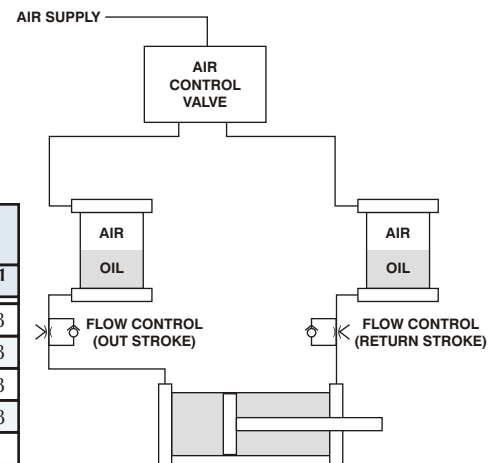 AIR SUPPLY
AIR
CONTROL
VALVE
AIR
OIL
AIR
OIL
FLOW CONTROL
(OUT STROKE)
FLOW CONTROL
(RETURN STROKE)